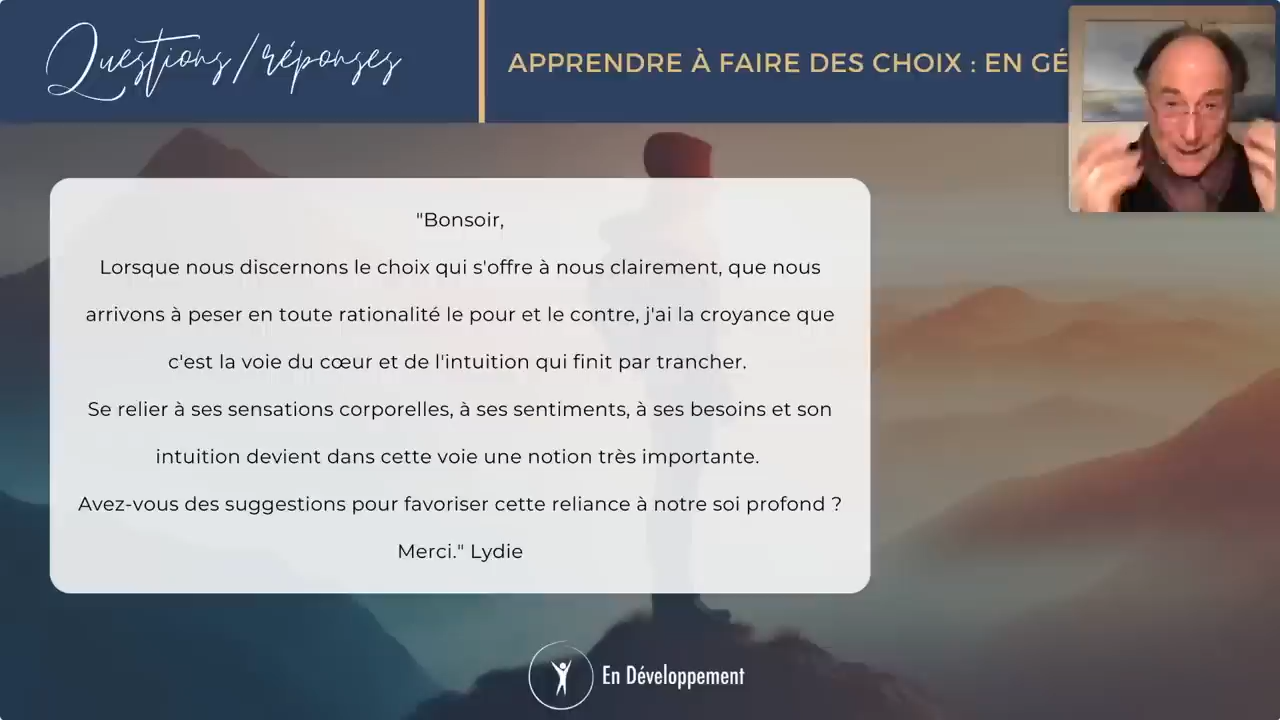 Questions/réponses
APPRENDRE À FAIRE DES CHOIX : EN GÉ
"Bonsoir,
Lorsque nous discernons le choix qui s'offre à nous clairement, que nous
arrivons à peser en toute rationalité le pour et le contre, j'ai la croyance que
c'est la voie du cœur et de l'intuition qui finit par trancher.
Se relier à ses sensations corporelles, à ses sentiments, à ses besoins et son
intuition devient dans cette voie une notion très importante.
Avez-vous des suggestions pour favoriser cette reliance à notre soi profond ?
Merci." Lydie
En Développement